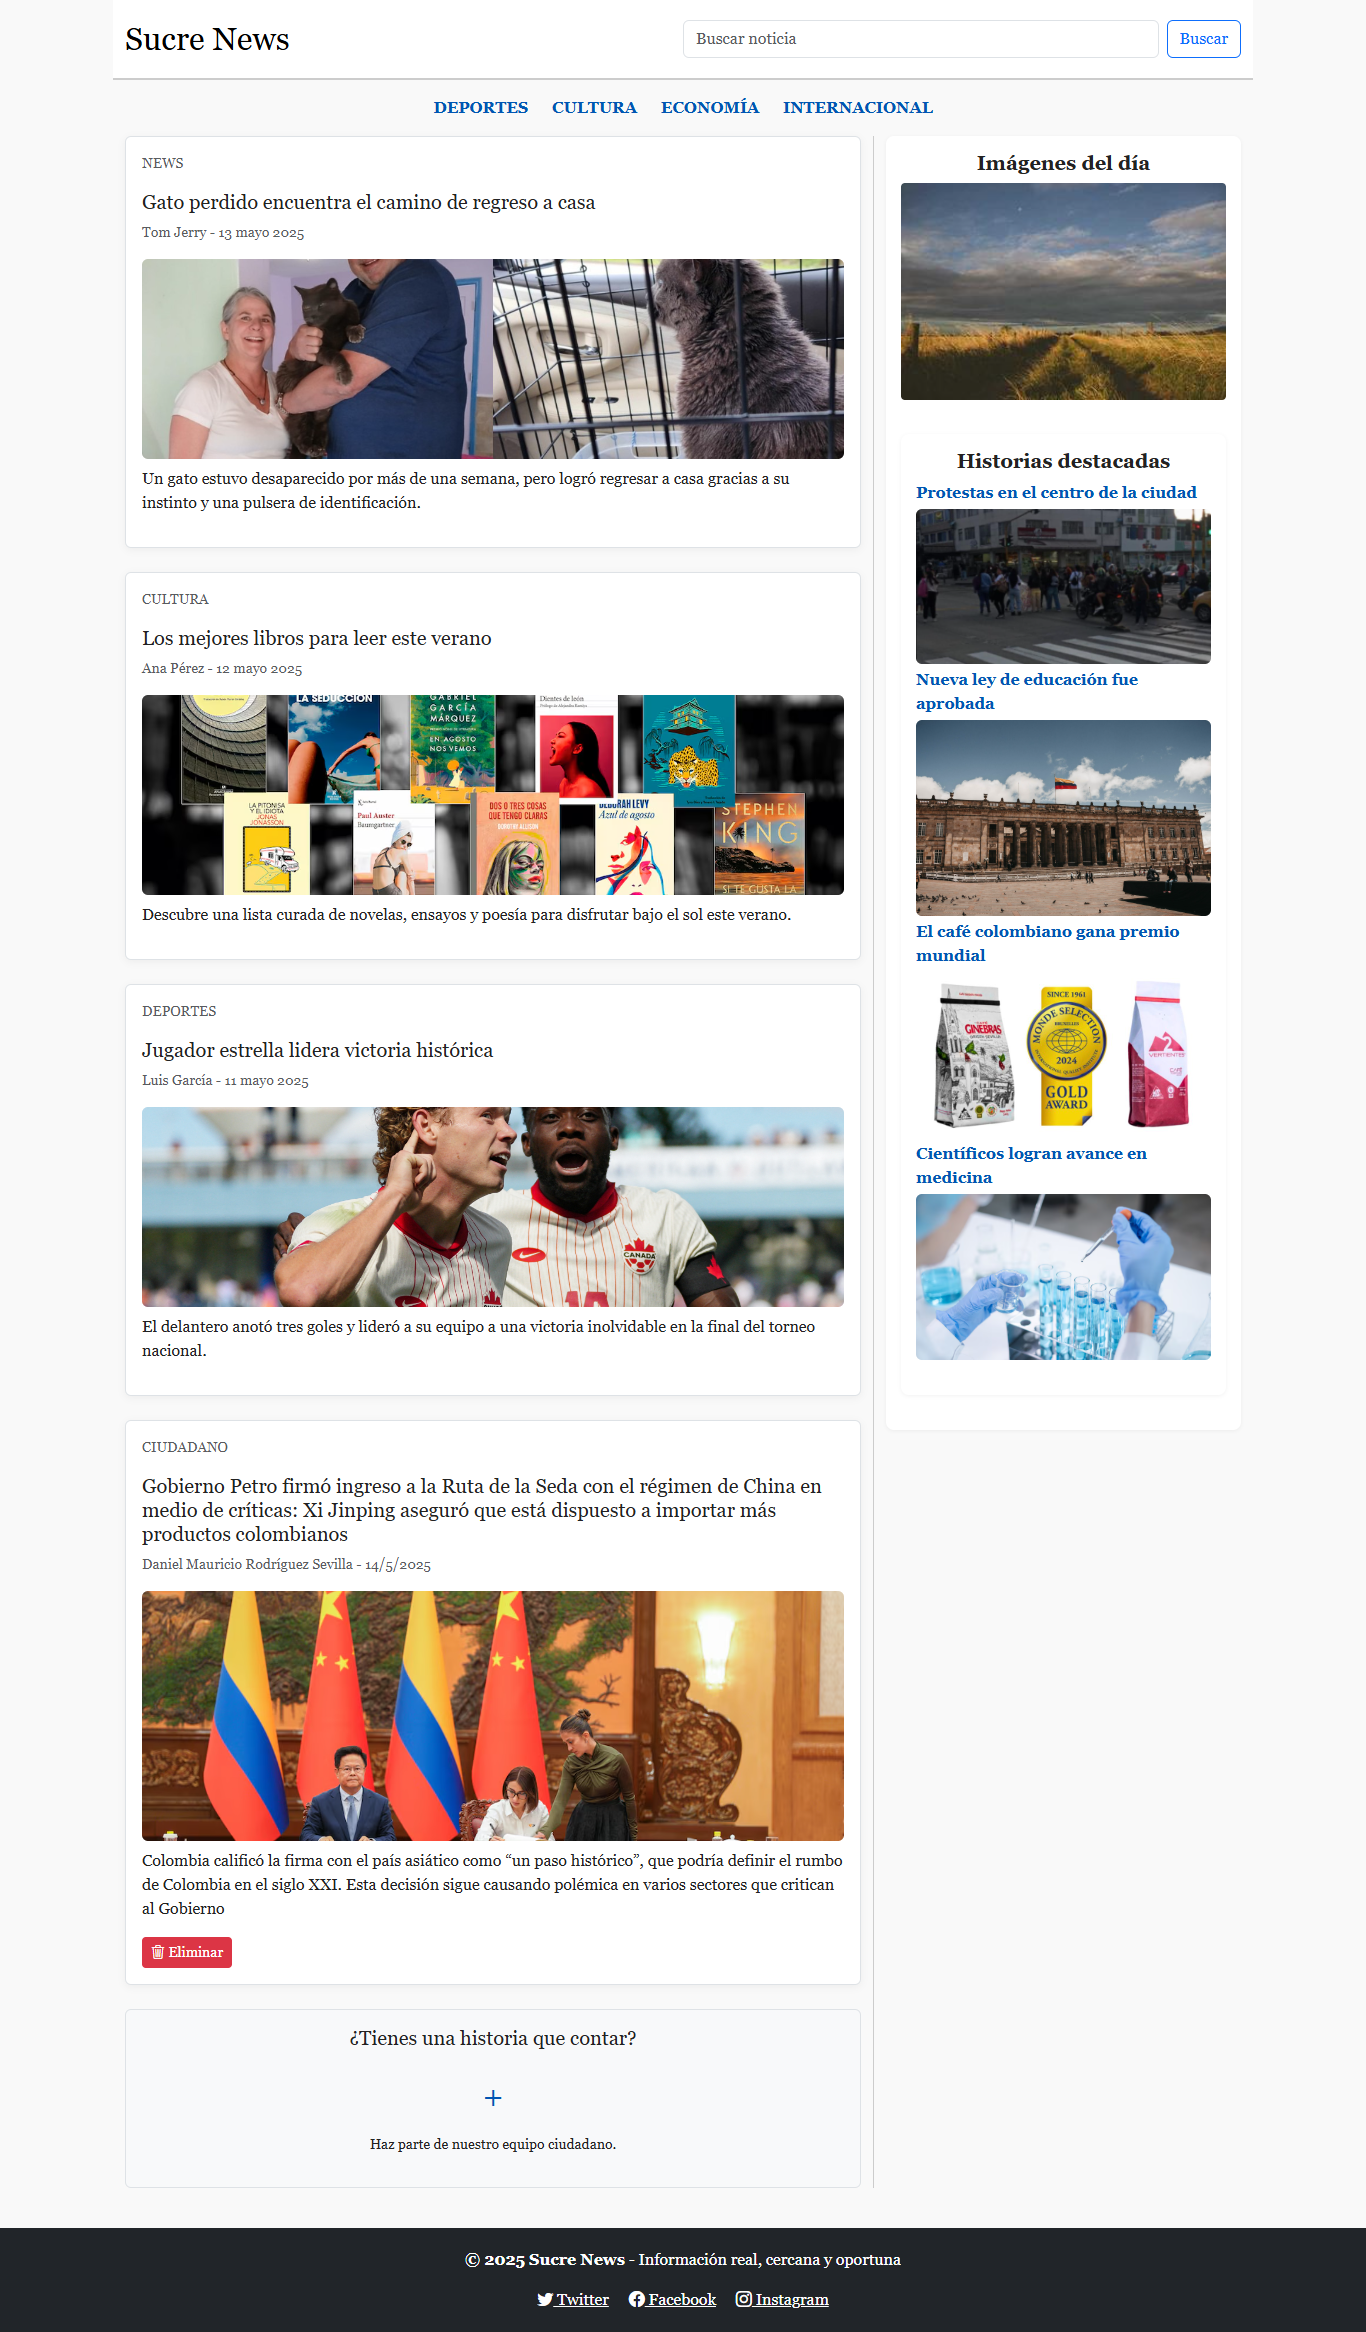 Sucre News
Buscar noticia
Buscar
DEPORTES
CULTURA
ECONOMÍA
INTERNACIONAL
NEWS
Gato perdido encuentra el camino de regreso a casa
Tom Jerry - 13 mayo 2025
Un gato estuvo desaparecido por más de una semana, pero logró regresar a casa gracias a su
instinto y una pulsera de identificación.
CULTURA
Los mejores libros para leer este verano
Ana Pérez - 12 mayo 2025
LA SEDUCCIÓN
GABRIEL
GARCÍA
MÁRQUEZ
EN AGOSTO
NOS VEMOS
Dientes de león
LA PITONISA
Y EL IDIOTA
JONAS
JONASSON
Paul Auster
Baumgartner
DOS O TRES COSAS
QUE TENGO CLARAS
DOROTHY ALLISON
DEBORAH LEVY
Azul de agosto
STEPHEN
KING
SI TE GUSTA LA
Descubre una lista curada de novelas, ensayos y poesía para disfrutar bajo el sol este verano.
DEPORTES
Jugador estrella lidera victoria histórica
Luis García - 11 mayo 2025
CANADA
El delantero anotó tres goles y lideró a su equipo a una victoria inolvidable en la final del torneo
nacional.
CIUDADANO
Gobierno Petro firmó ingreso a la Ruta de la Seda con el régimen de China en
medio de críticas: Xi Jinping aseguró que está dispuesto a importar más
productos colombianos
Daniel Mauricio Rodríguez Sevilla - 14/5/2025
Colombia calificó la firma con el país asiático como “un paso histórico”, que podría definir el rumbo
de Colombia en el siglo XXI. Esta decisión sigue causando polémica en varios sectores que critican
al Gobierno
Eliminar
¿Tienes una historia que contar?
+
Haz parte de nuestro equipo ciudadano.
Imágenes del día
Historias destacadas
Protestas en el centro de la ciudad
Nueva ley de educación fue
aprobada
El café colombiano gana premio
mundial
GINEBRAS
SINCE 1961
MONDE SELECTION
BRUXELLES
2024
INTERNATIONAL QUALITY INSTITUTE
GOLD
AWARD
2
VERTIENTES
CAFÉ
Científicos logran avance en
medicina
© 2025 Sucre News - Información real, cercana y oportuna
Twitter
Facebook
Instagram